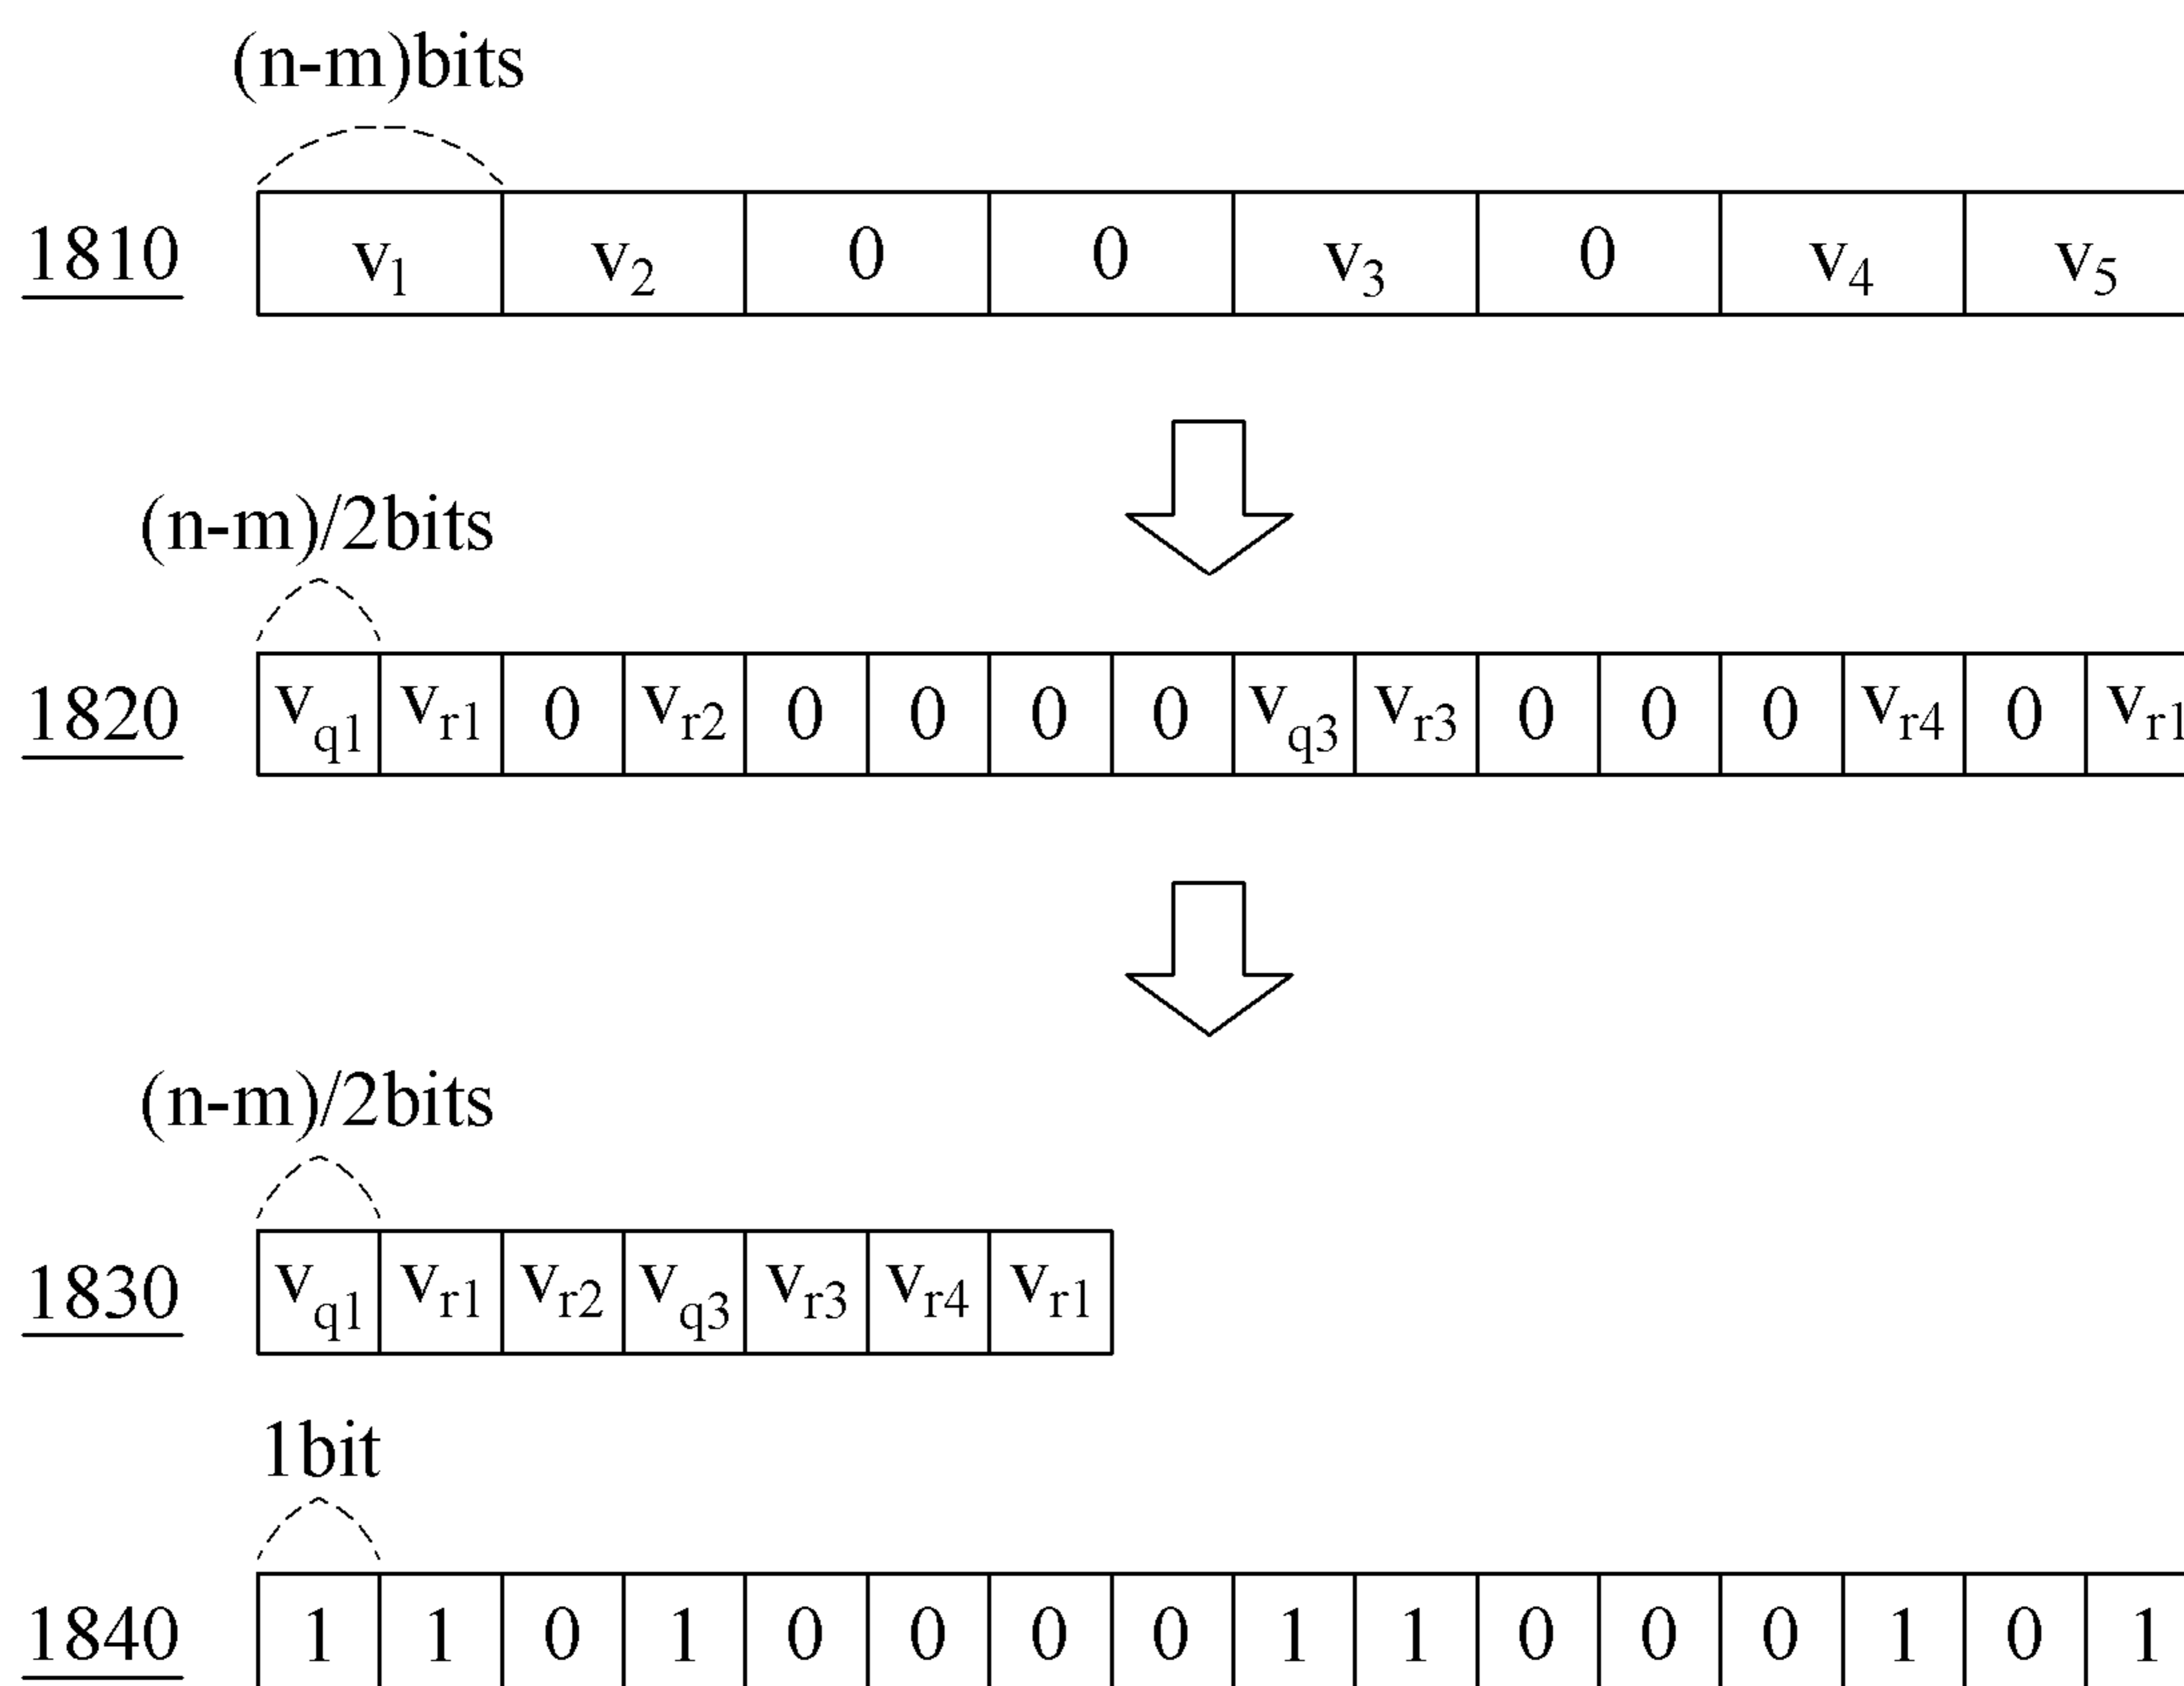 (n-m)bits
1810 v1 v2 0 0 v3 0 v4 v5
(n-m)/2bits
1820 vq1 vr1 0 vr2 0 0 0 0 vq3 vr3 0 0 0 vr4 0 vr1
(n-m)/2bits
1830 vq1 vr1 vr2 vq3 vr3 vr4 vr1
1bit
1840 1 1 0 1 0 0 0 0 1 1 0 0 0 1 0 1